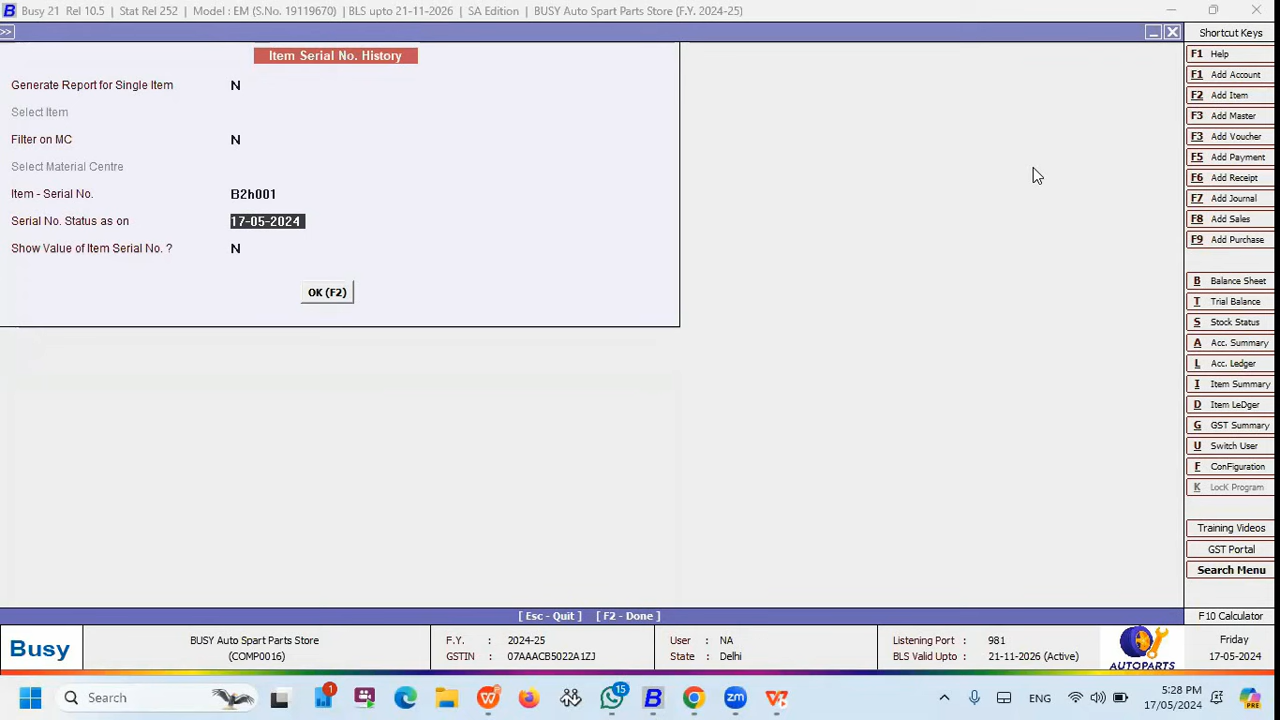 Busy 21 Rel 10.5 | Stat Rel 252 | Model : EM (S.No. 19119670) | BLS upto 21-11-2026 | SA Edition | BUSY Auto Spart Parts Store (F.Y. 2024-25)
>>
Item Serial No. History
Generate Report for Single Item N
Select Item
Filter on MC N
Select Material Centre
Item - Serial No. B2h001
Serial No. Status as on 17-05-2024
Show Value of Item Serial No. ? N
OK (F2)
Shortcut Keys
F1 Help
F1 Add Account
F2 Add Item
F3 Add Master
F3 Add Voucher
F5 Add Payment
F6 Add Receipt
F7 Add Journal
F8 Add Sales
F9 Add Purchase
B Balance Sheet
T Trial Balance
S Stock Status
A Acc. Summary
L Acc. Ledger
I Item Summary
D Item LeDger
G GST Summary
U Switch User
F ConFiguration
K LocK Program
Training Videos
GST Portal
Search Menu
[ Esc - Quit ] [ F2 - Done ]
F10 Calculator
Busy
BUSY Auto Spart Parts Store
(COMP0016)
F.Y. : 2024-25
GSTIN : 07AAACB5022A1ZJ
User : NA
State : Delhi
Listening Port : 981
BLS Valid Upto : 21-11-2026 (Active)
AUTOPARTS
Friday
17-05-2024
Search
1
15
ENG
5:28 PM
17/05/2024
PRE